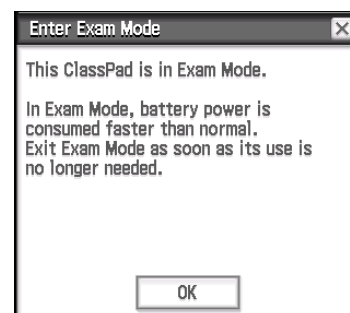 Enter Exam Mode
This ClassPad is in Exam Mode.
In Exam Mode, battery power is
consumed faster than normal.
Exit Exam Mode as soon as its use is
no longer needed.
OK